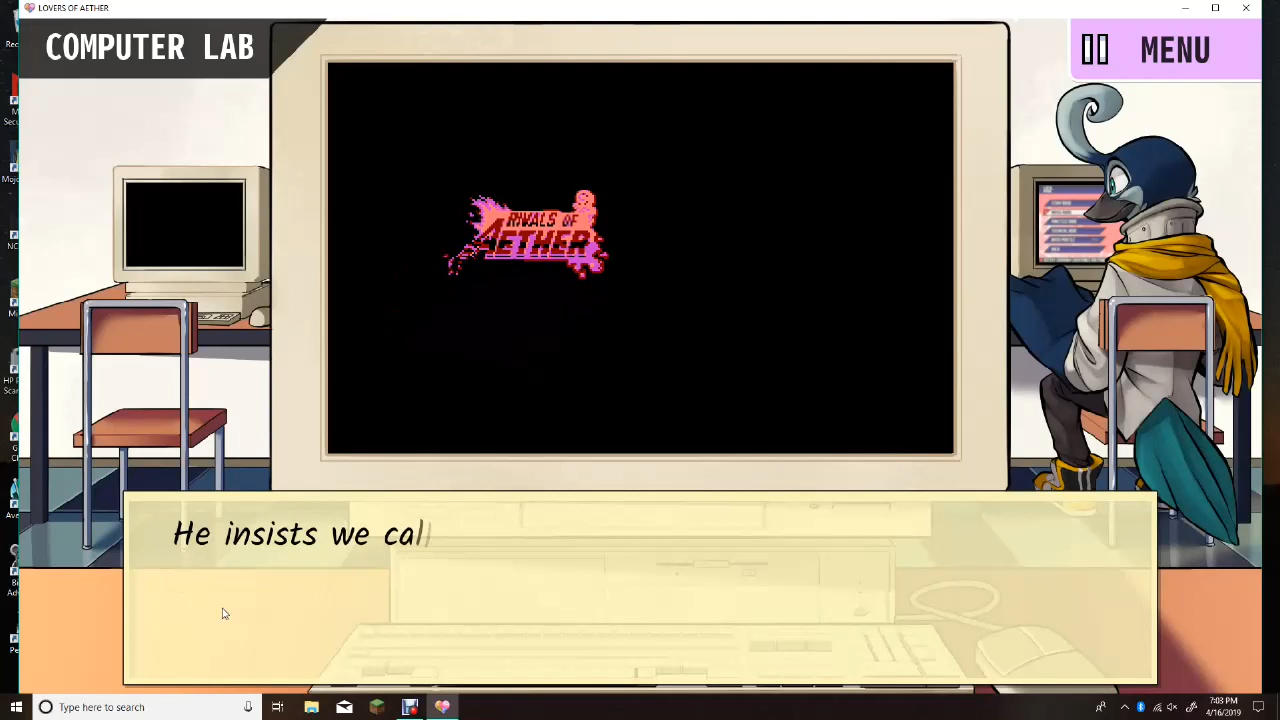 LOVERS OF AETHER
COMPUTER LAB
MENU
RIVALS OF
AETHER
He insists we cal
Type here to search
7:03 PM
4/16/2019